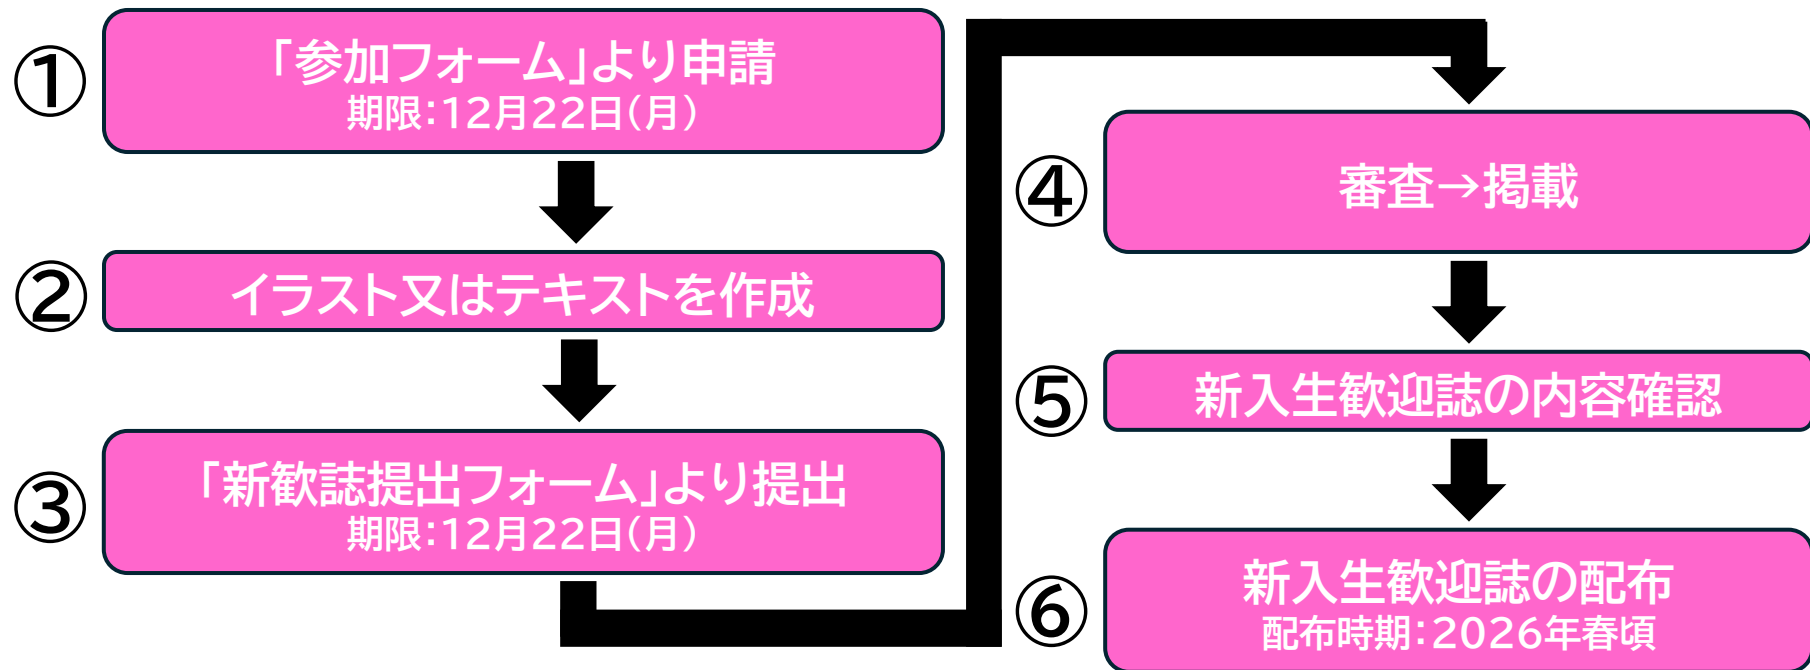 ①
「参加フォーム」より申請
期限：12月22日（月）
②
イラスト又はテキストを作成
③
「新歓誌提出フォーム」より提出
期限：12月22日（月）
④
審査→掲載
⑤
新入生歓迎誌の内容確認
⑥
新入生歓迎誌の配布
配布時期：2026年春頃